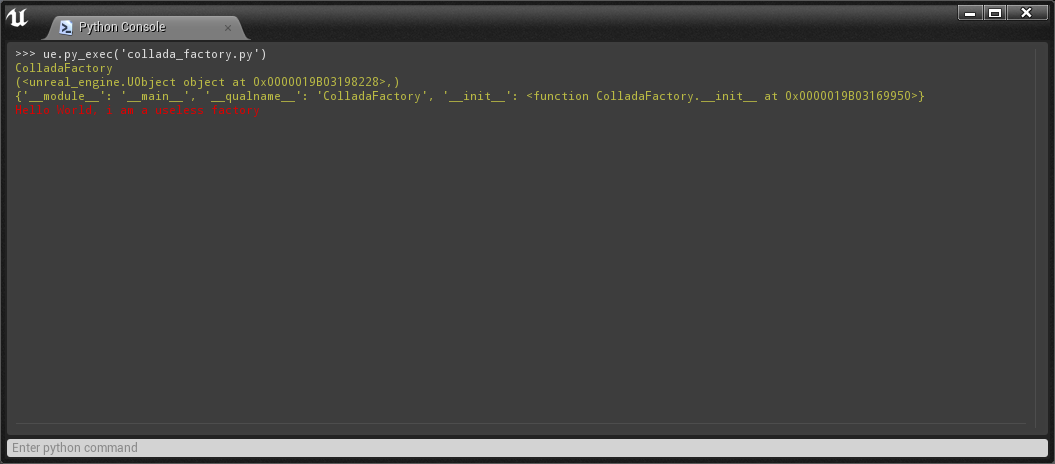 Python Console
>>> ue.py_exec('collada_factory.py')
ColladaFactory
(<unreal_engine.UObject object at 0x0000019B03198228>,)
{'__module__': '__main__', '__qualname__': 'ColladaFactory', '__init__': <function ColladaFactory.__init__ at 0x0000019B03169950>}
Hello World, i am a useless factory
Enter python command